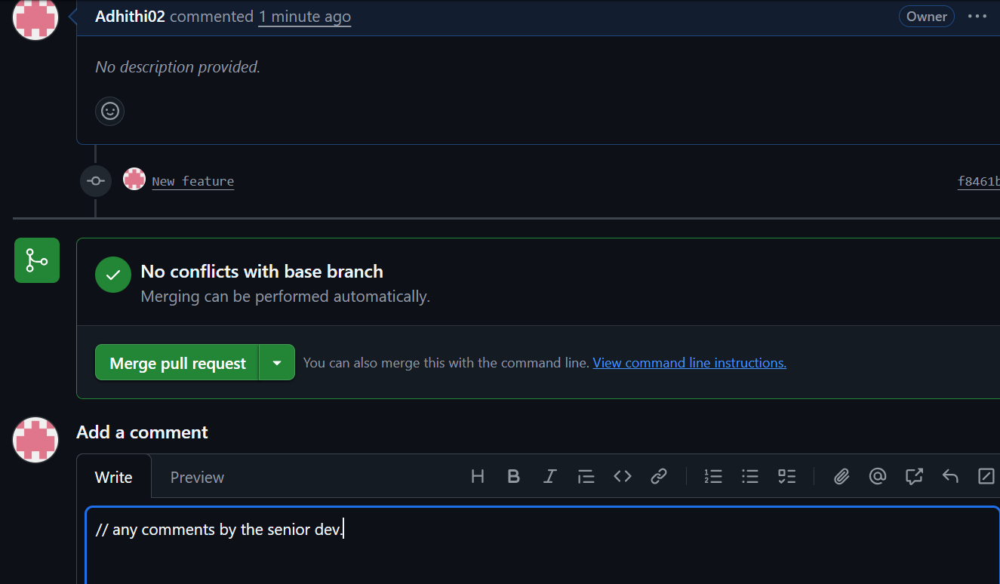 Adhithi02 commented 1 minute ago Owner
No description provided.
New feature f8461b
No conflicts with base branch
Merging can be performed automatically.
Merge pull request You can also merge this with the command line. View command line instructions.
Add a comment
Write Preview
// any comments by the senior dev.